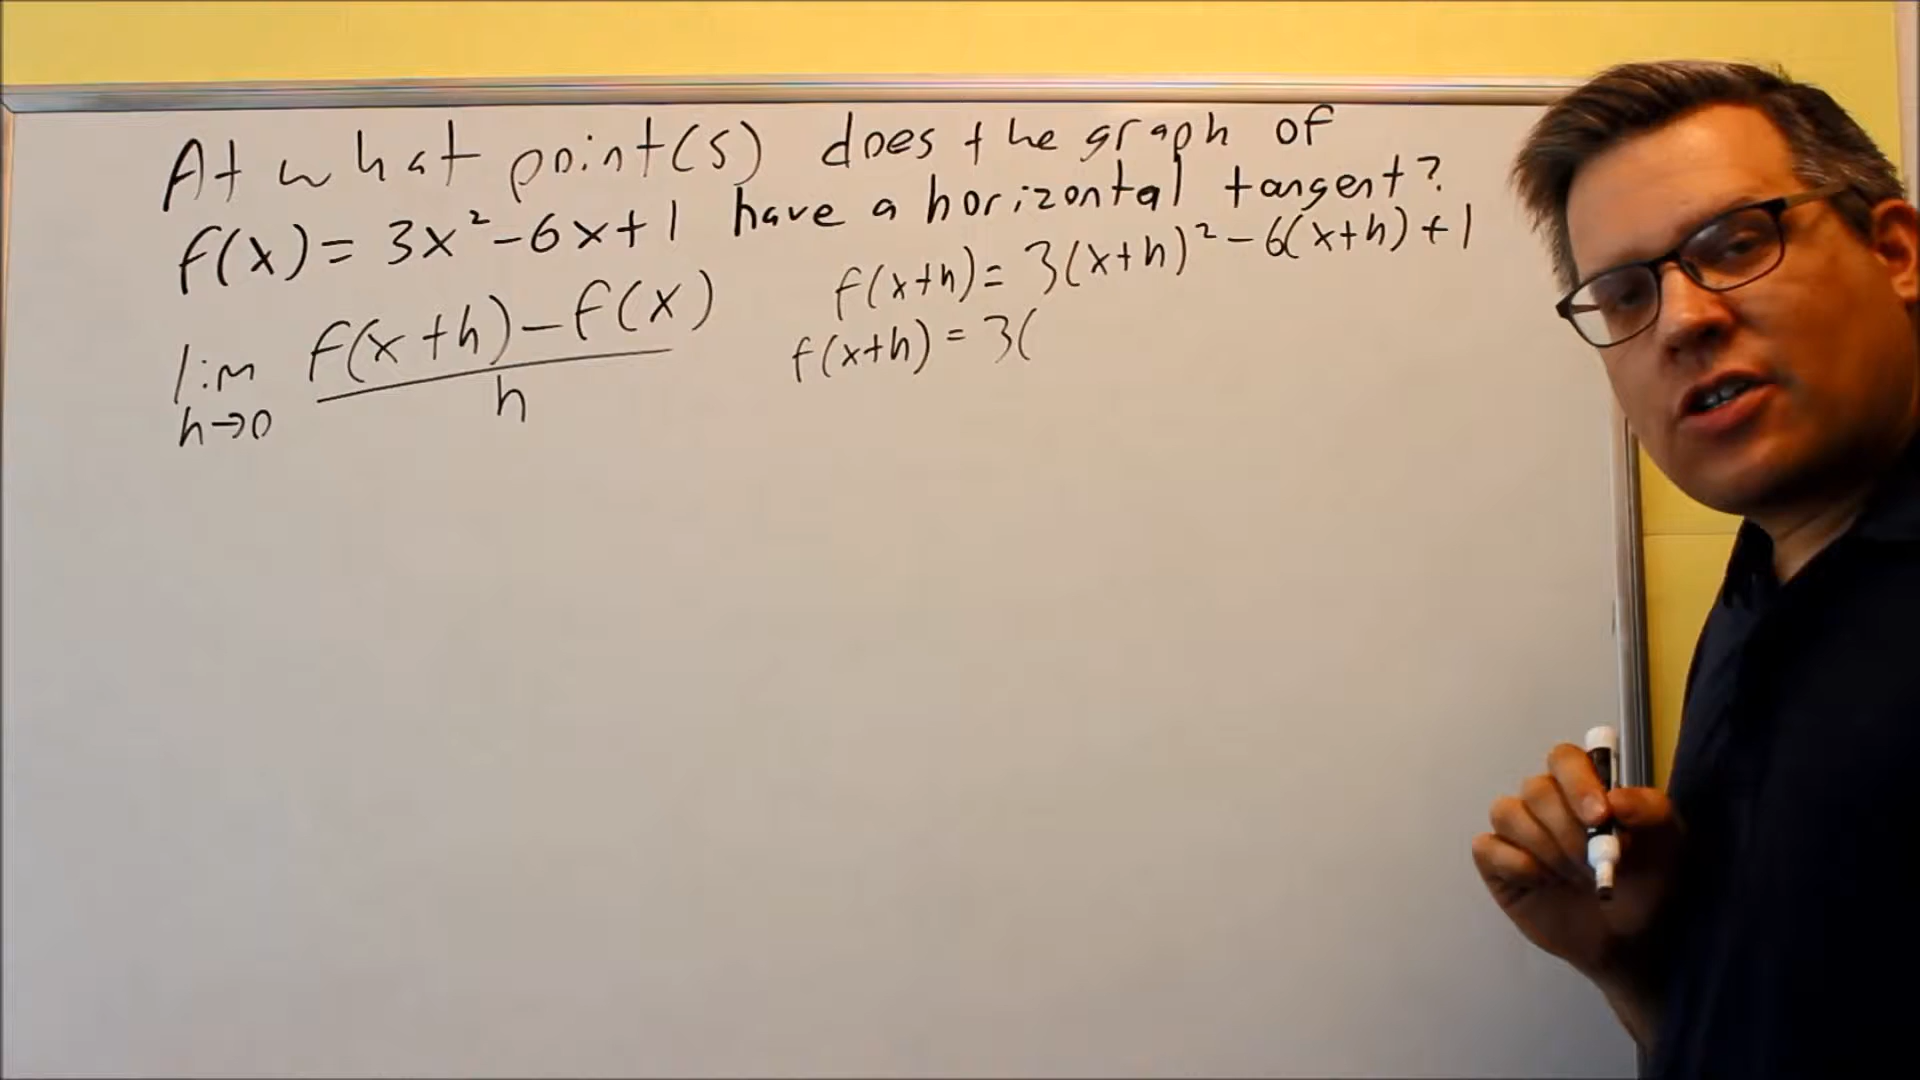 At what point(s) does the graph of
f(x) = 3x² - 6x + 1 have a horizontal tangent?
lim h→0 f(x+h) - f(x) / h
f(x+h) = 3(x+h)² - 6(x+h) + 1
f(x+h) = 3(